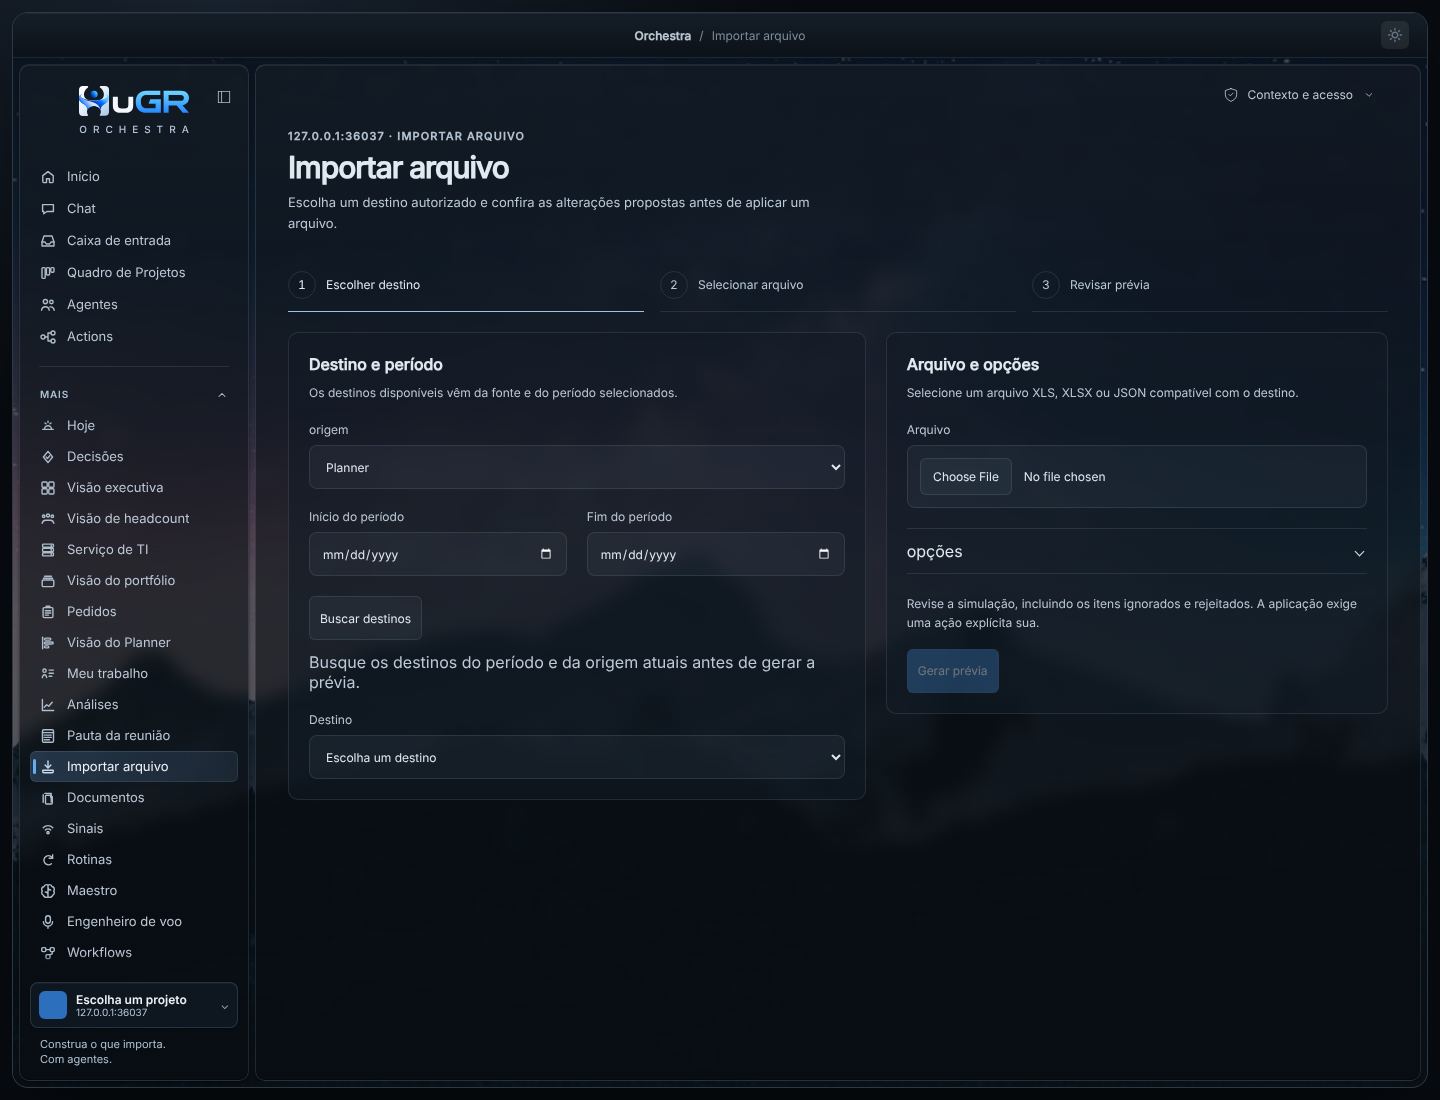 Orchestra / Importar arquivo
HuGR
ORCHESTRA
Início
Chat
Caixa de entrada
Quadro de Projetos
Agentes
Actions
MAIS
Hoje
Decisões
Visão executiva
Visão de headcount
Serviço de TI
Visão do portfólio
Pedidos
Visão do Planner
Meu trabalho
Análises
Pauta da reunião
Importar arquivo
Documentos
Sinais
Rotinas
Maestro
Engenheiro de voo
Workflows
Escolha um projeto
127.0.0.1:36037
Construa o que importa.
Com agentes.
Contexto e acesso
127.0.0.1:36037 · IMPORTAR ARQUIVO
Importar arquivo
Escolha um destino autorizado e confira as alterações propostas antes de aplicar um
arquivo.
1 Escolher destino
2 Selecionar arquivo
3 Revisar prévia
Destino e período
Os destinos disponíveis vêm da fonte e do período selecionados.
origem
Planner
Início do período
Fim do período
mm/dd/yyyy
mm/dd/yyyy
Buscar destinos
Busque os destinos do período e da origem atuais antes de gerar a
prévia.
Destino
Escolha um destino
Arquivo e opções
Selecione um arquivo XLS, XLSX ou JSON compatível com o destino.
Arquivo
Choose File No file chosen
opções
Revise a simulação, incluindo os itens ignorados e rejeitados. A aplicação exige
uma ação explícita sua.
Gerar prévia